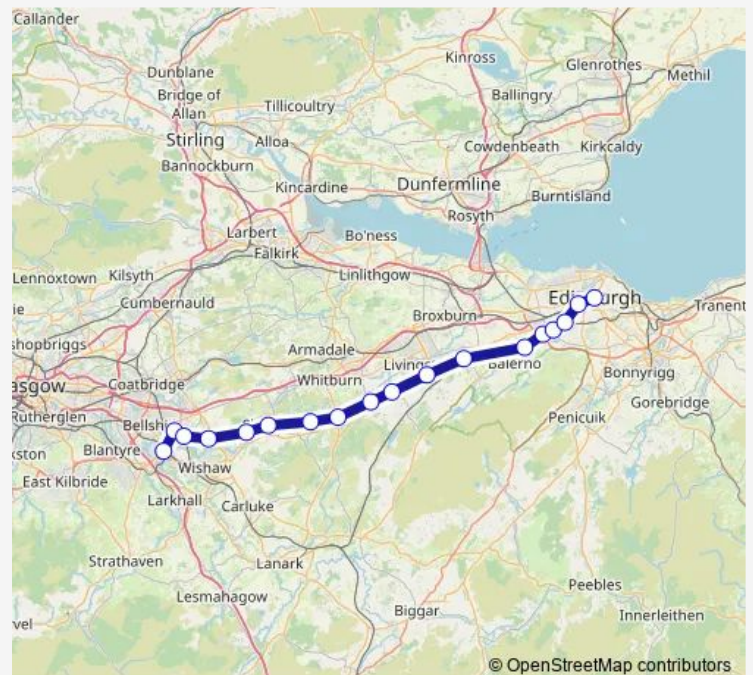 Callander
Kinross
Glenrothes
Methil
Dunblane
Bridge of
Allan
Tillicoultry
Ballingry
Stirling
Alloa
Cowdenbeath
Kirkcaldy
Bannockburn
Kincardine
Dunfermline
Burntisland
Rosyth
Larbert
Bo'ness
Falkirk
Lennoxtown
Kilsyth
Linlithgow
Cumbernauld
Broxburn
Tranent
Armadale
Coatbridge
Whitburn
Balerno
Bonnyrigg
Rutherglen
Gorebridge
Penicuik
Blantyre
Wishaw
East Kilbride
Larkhall
Carluke
Strathaven
Lanark
Lesmahagow
Peebles
Biggar
Innerleithen
© OpenStreetMap contributors